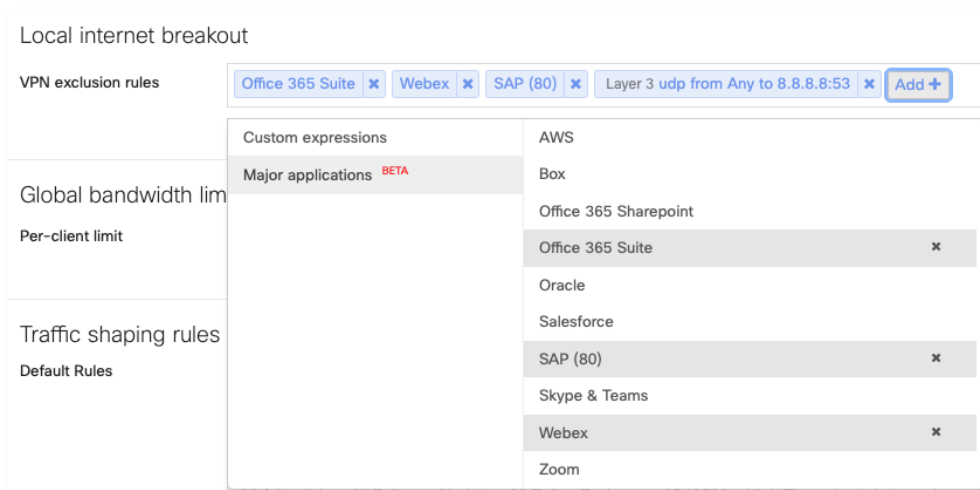 Local internet breakout
VPN exclusion rules
Office 365 Suite × Webex × SAP (80) × Layer 3 udp from Any to 8.8.8.8:53 × Add +
Custom expressions
Major applications BETA
AWS
Box
Office 365 Sharepoint
Office 365 Suite ×
Oracle
Salesforce
SAP (80) ×
Skype & Teams
Webex ×
Zoom
Global bandwidth lim
Per-client limit
Traffic shaping rules
Default Rules